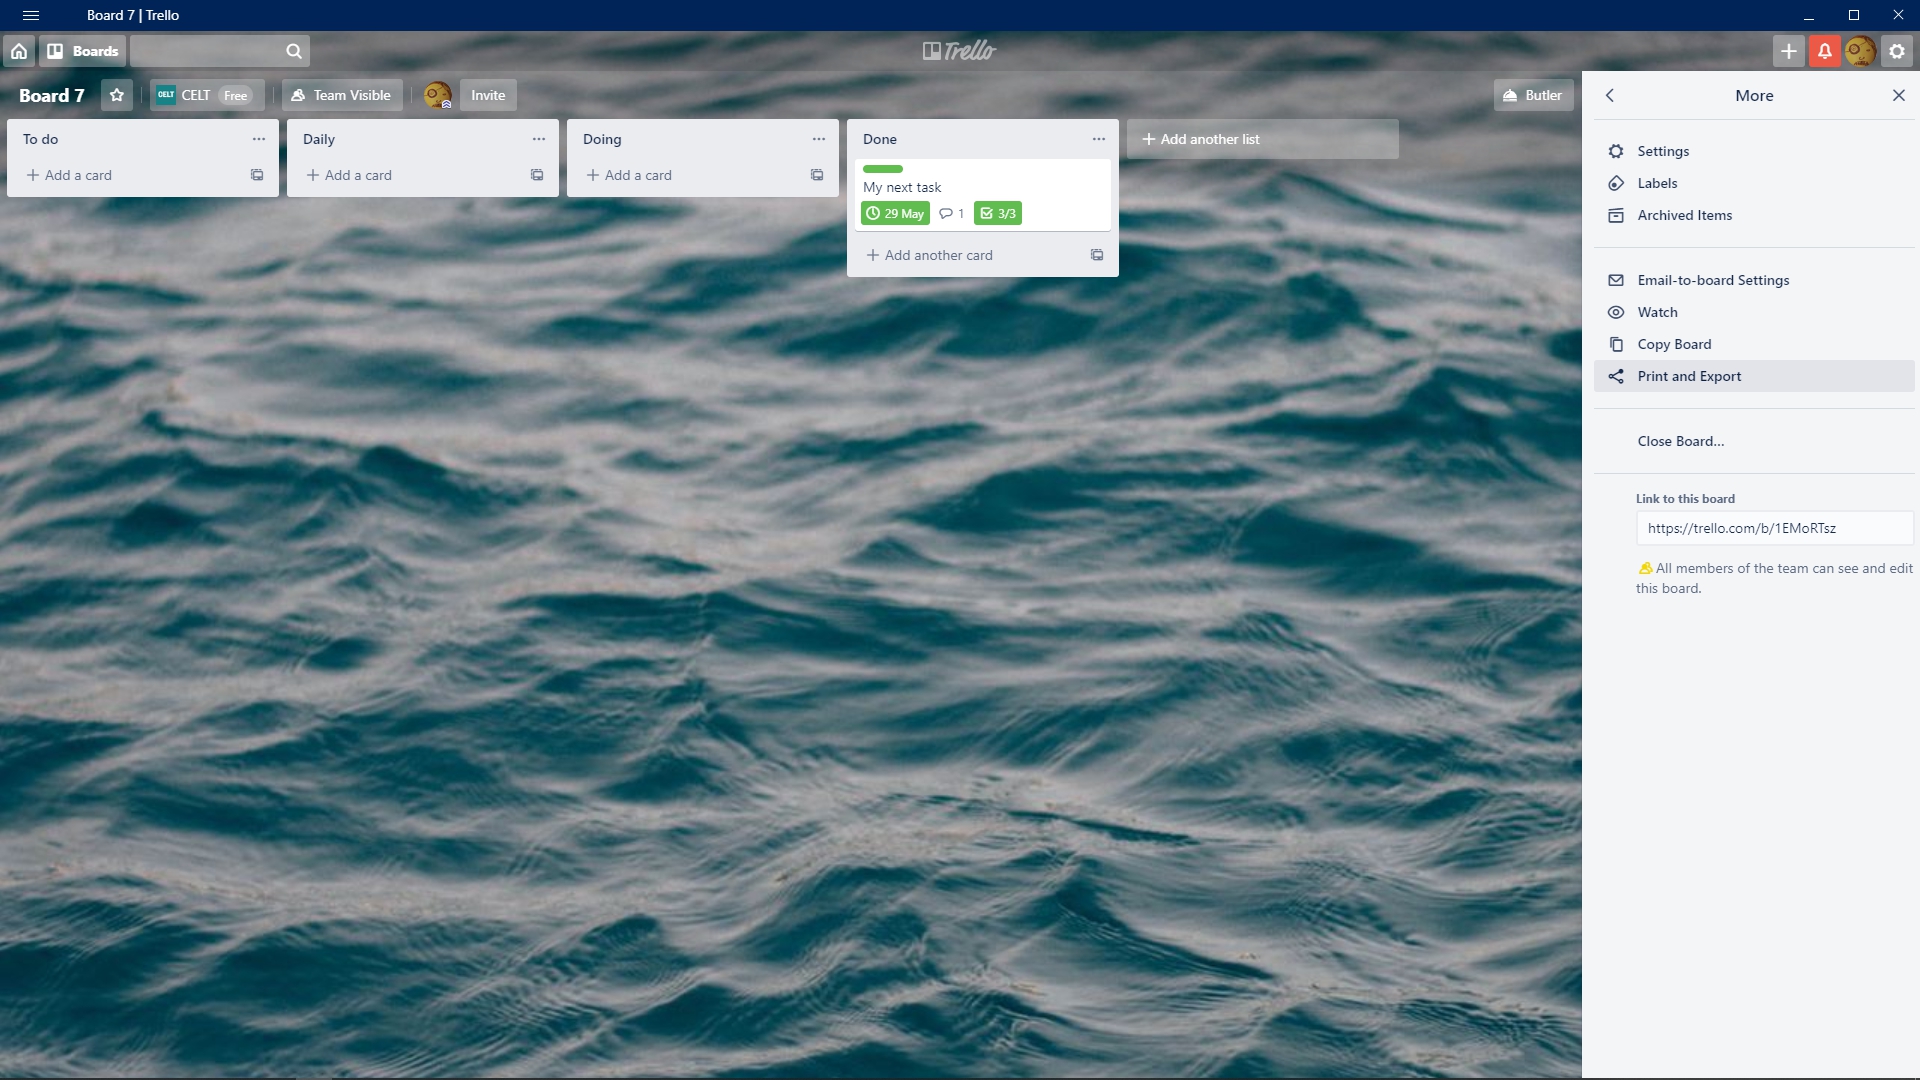 Board 7 | Trello
Boards
Trello
Board 7
CELT CELT Free
Team Visible
Invite
Butler
To do
Add a card
Daily
Add a card
Doing
Add a card
Done
My next task
29 May 1 3/3
Add another card
Add another list
More
Settings
Labels
Archived Items
Email-to-board Settings
Watch
Copy Board
Print and Export
Close Board...
Link to this board
https://trello.com/b/1EMoRTsz
All members of the team can see and edit
this board.